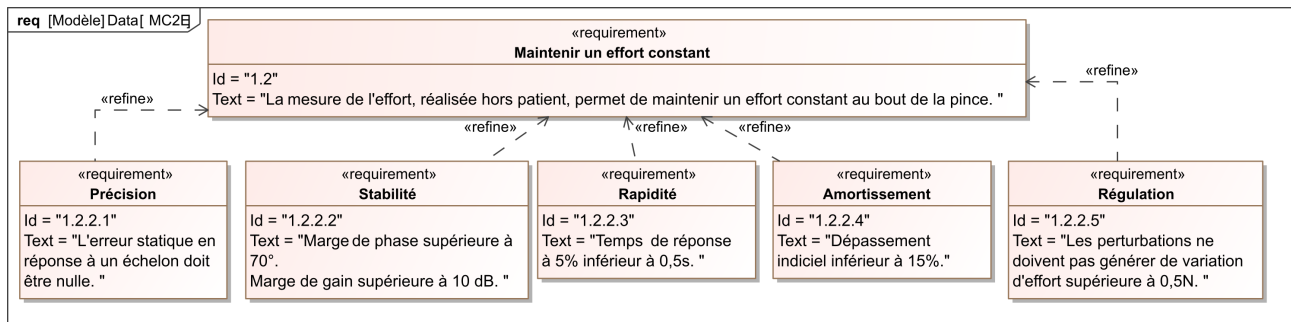 req [Modèle] Data[ MC2E]
«requirement»
Maintenir un effort constant
Id = "1.2"
Text = "La mesure de l'effort, réalisée hors patient, permet de maintenir un effort constant au bout de la pince. "
«refine»
«refine»
«refine»
«refine»
«refine»
«requirement»
Précision
Id = "1.2.2.1"
Text = "L'erreur statique en
réponse à un échelon doit
être nulle. "
«requirement»
Stabilité
Id = "1.2.2.2"
Text = "Marge de phase supérieure à
70°.
Marge de gain supérieure à 10 dB. "
«requirement»
Rapidité
Id = "1.2.2.3"
Text = "Temps de réponse
à 5% inférieur à 0,5s. "
«requirement»
Amortissement
Id = "1.2.2.4"
Text = "Dépassement
indiciel inférieur à 15%."
«requirement»
Régulation
Id = "1.2.2.5"
Text = "Les perturbations ne
doivent pas générer de variation
d'effort supérieure à 0,5N. "